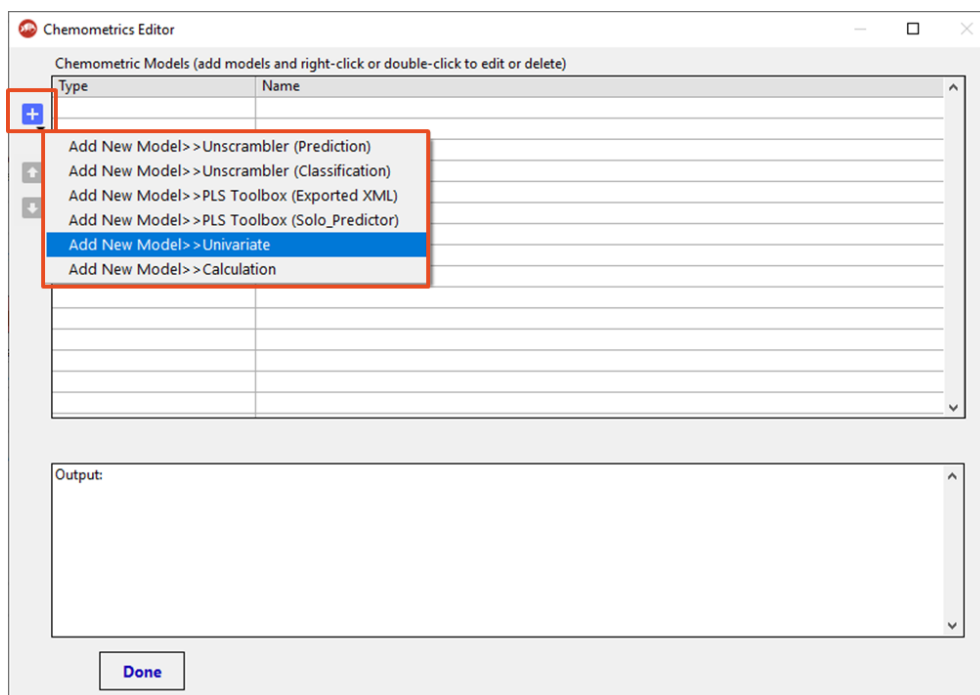 Chemometrics Editor
Chemometric Models (add models and right-click or double-click to edit or delete)
Type Name
Add New Model>>Unscrambler (Prediction)
Add New Model>>Unscrambler (Classification)
Add New Model>>PLS Toolbox (Exported XML)
Add New Model>>PLS Toolbox (Solo_Predictor)
Add New Model>>Univariate
Add New Model>>Calculation
Output:
Done